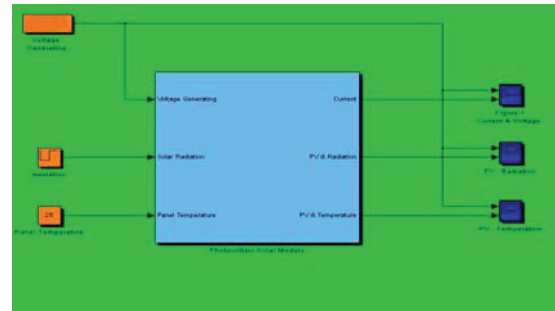 Voltage
Generating
Voltage Generating
Current
Figure 1
Current & Voltage
Insolation
Solar Radiation
PV & Radiation
PV - Radiation
25
Panel Temperature
PV & Temperature
Panel Temperature
PV - Temperature
Photovoltaic Solar Module